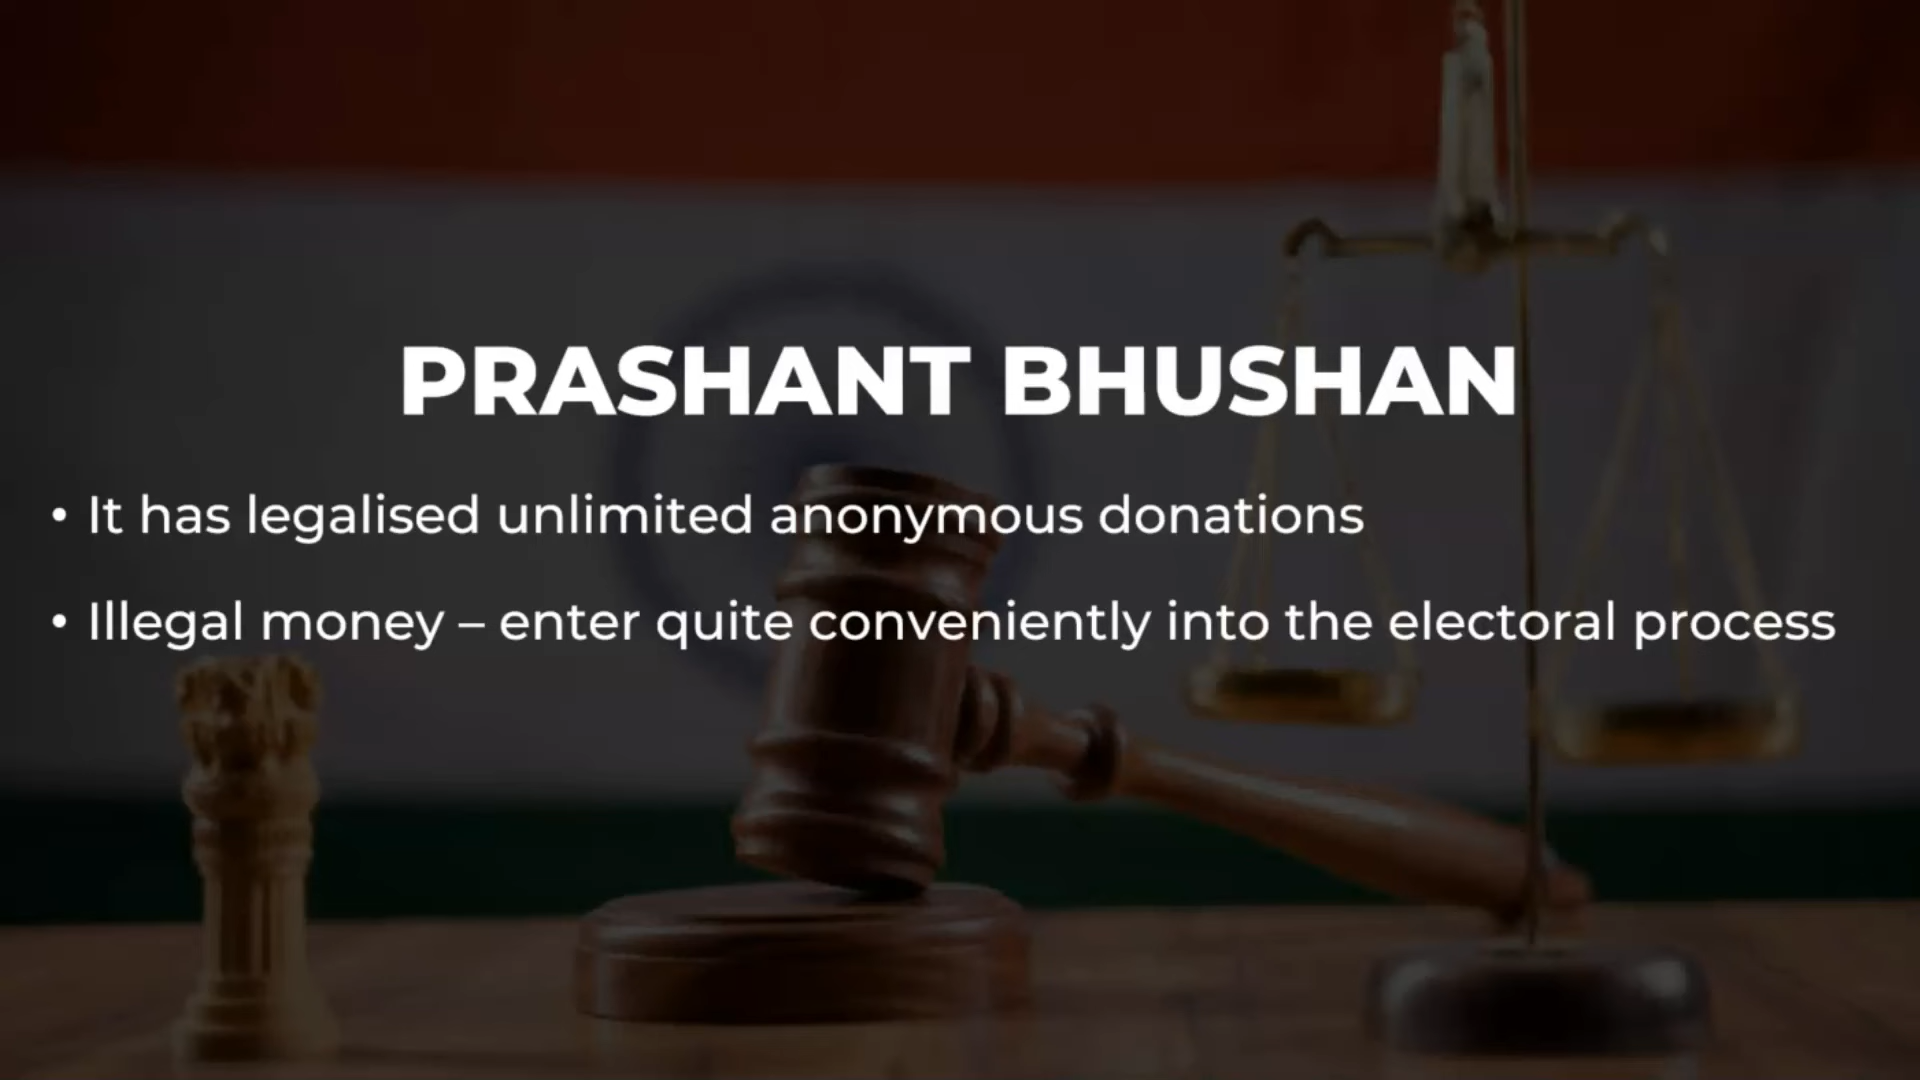 PRASHANT BHUSHAN
• It has legalised unlimited anonymous donations
• Illegal money – enter quite conveniently into the electoral process